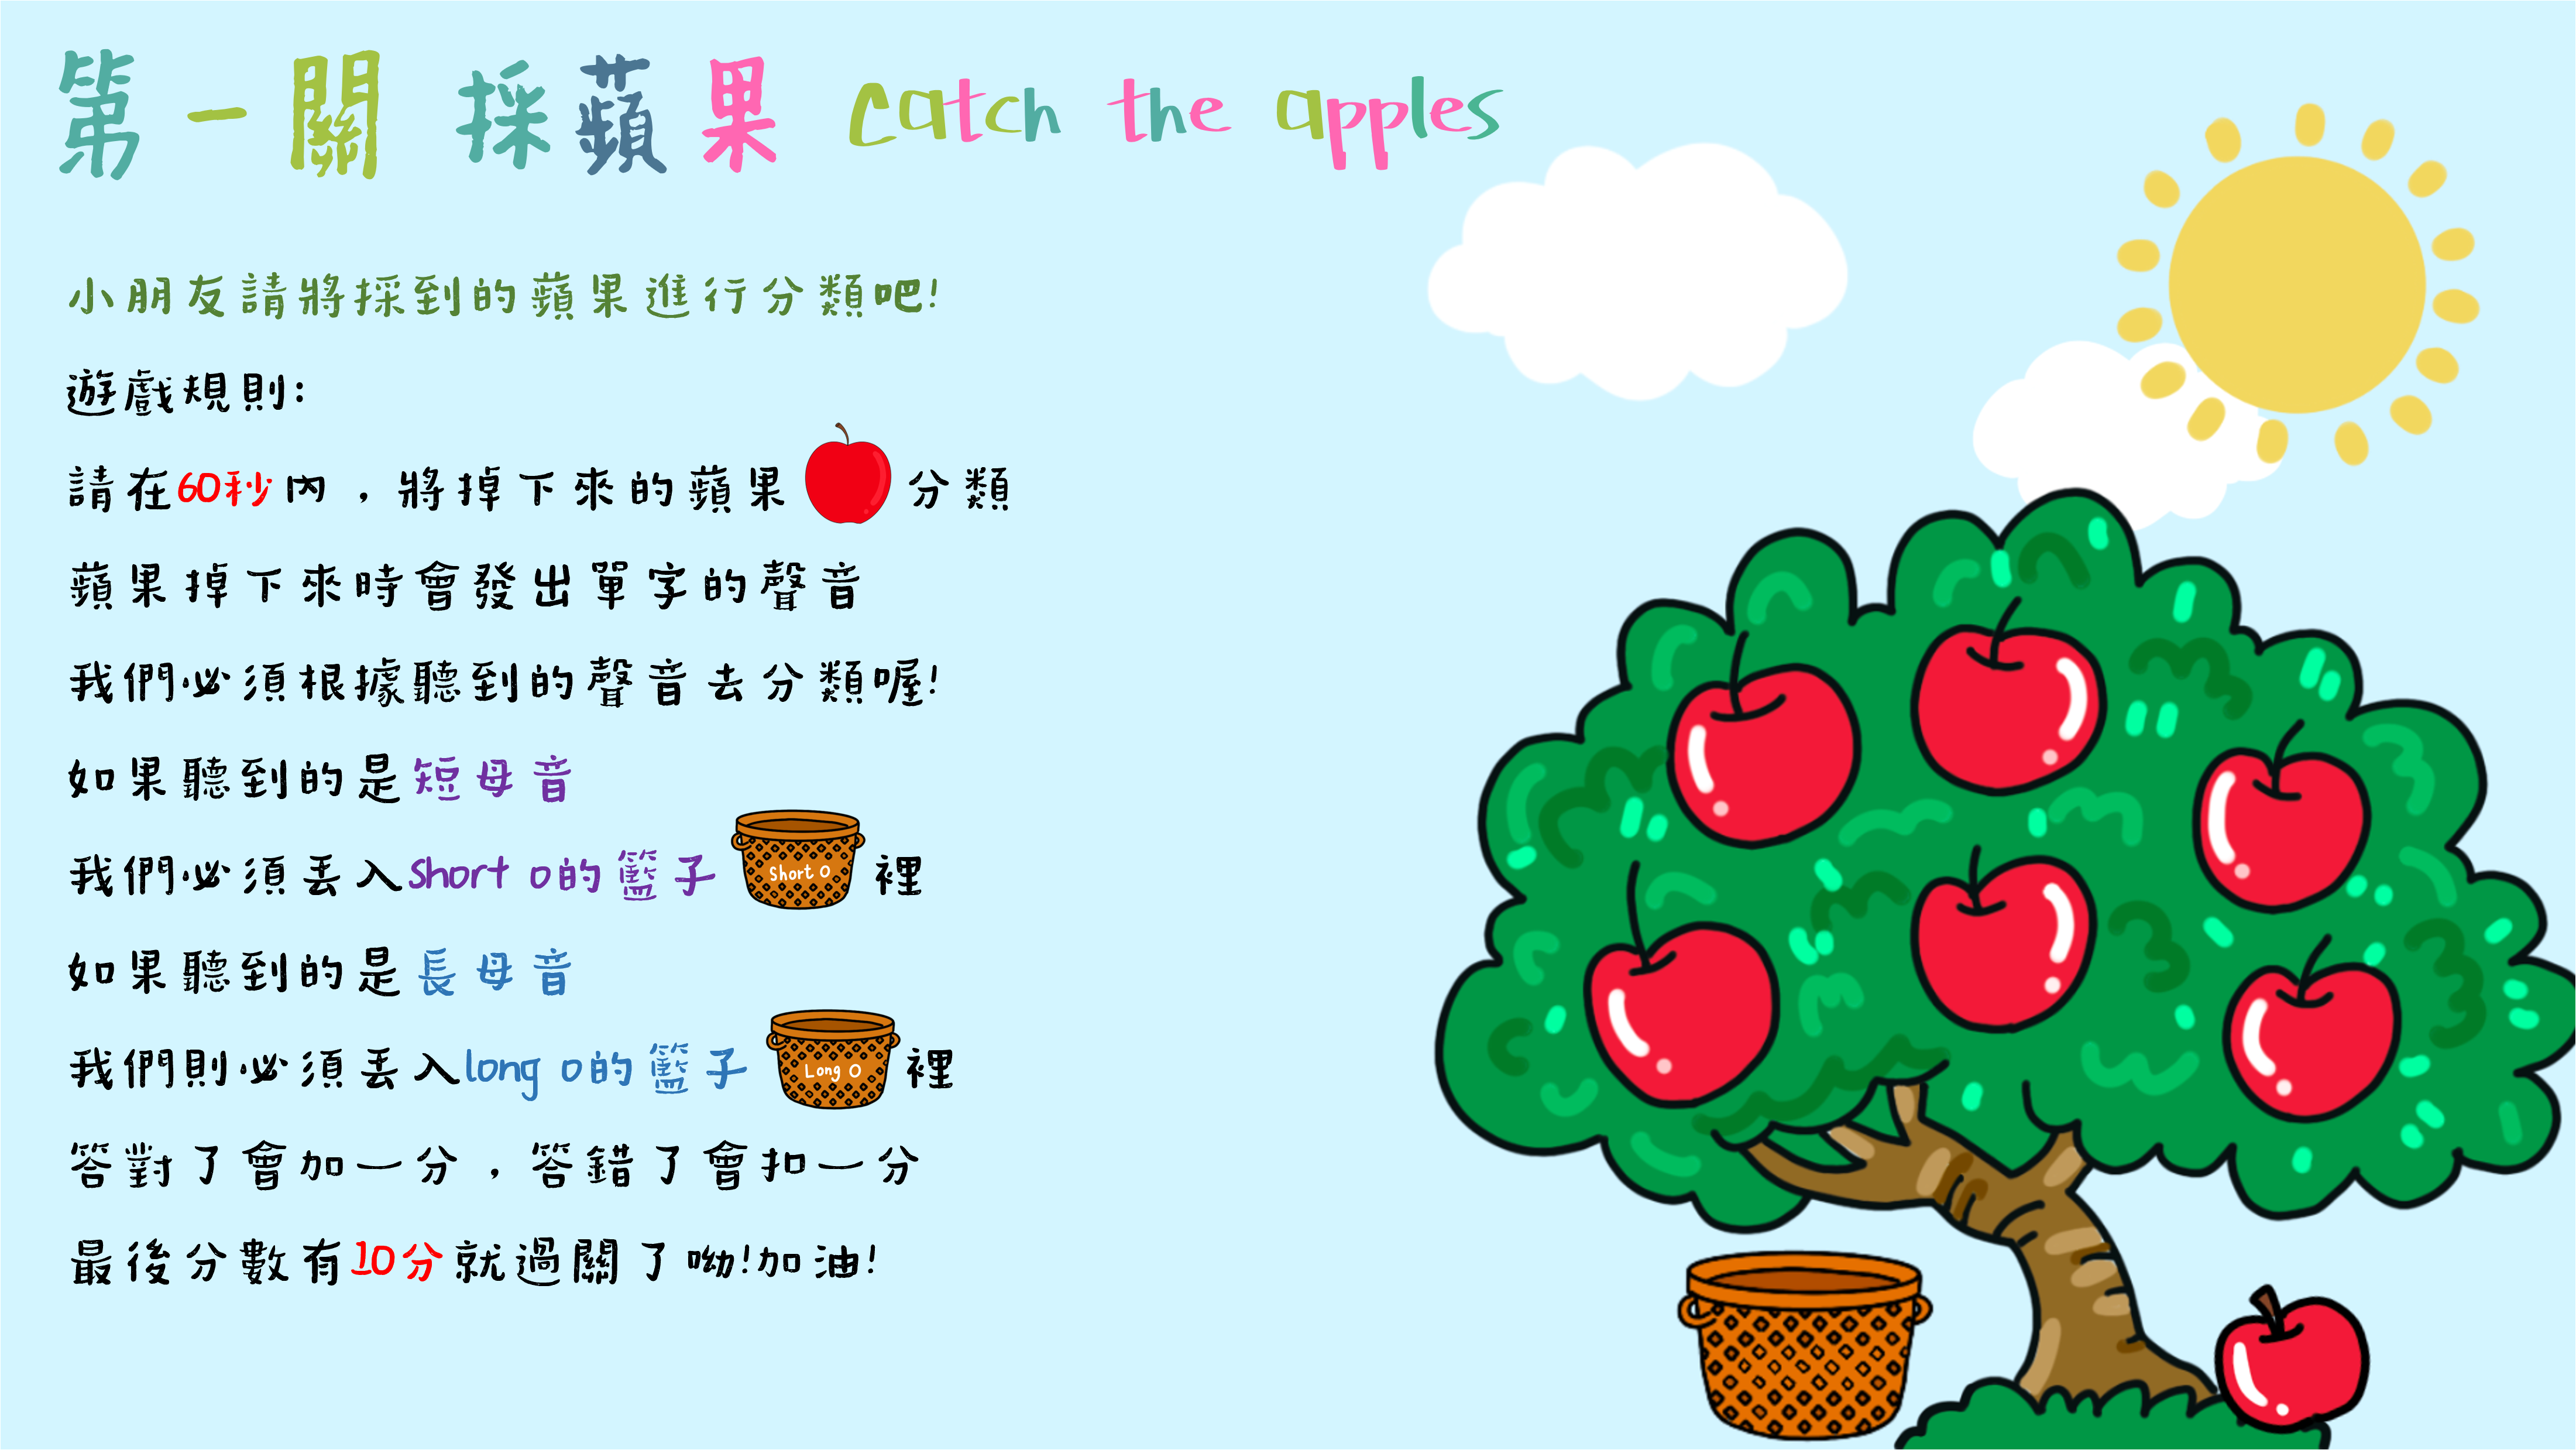 第一關 採蘋果 Catch the apples
小朋友請將採到的蘋果進行分類吧!
遊戲規則:
請在60秒內，將掉下來的蘋果 分類
蘋果掉下來時會發出單字的聲音
我們必須根據聽到的聲音去分類喔!
如果聽到的是短母音
我們必須丟入short o的籃子 Short O 裡
如果聽到的是長母音
我們則必須丟入long o的籃子 Long O 裡
答對了會加一分，答錯了會扣一分
最後分數有10分就過關了呦!加油!